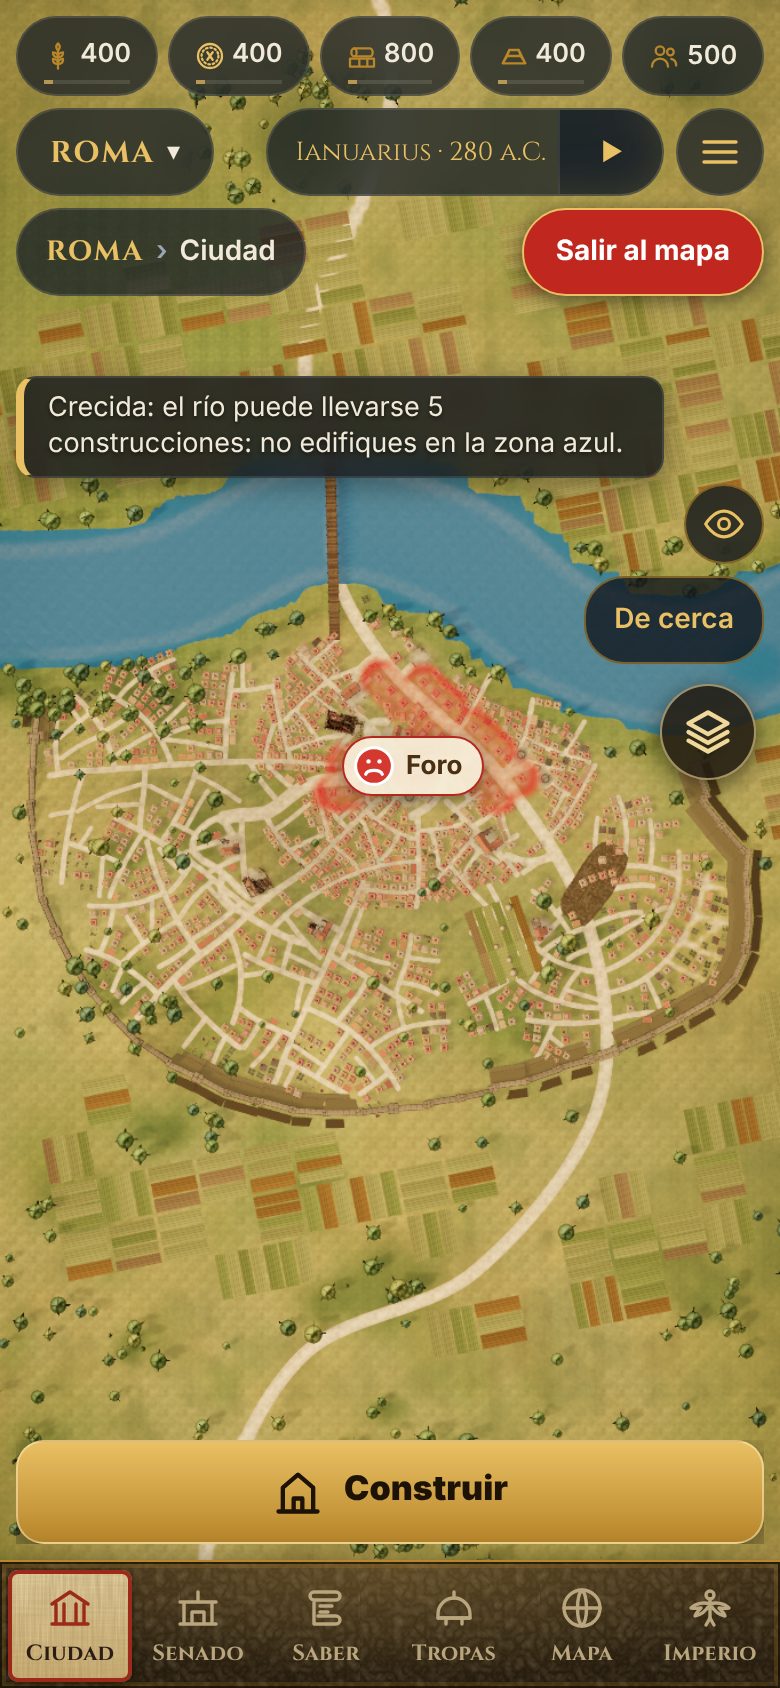 400
400
800
400
500
ROMA ▾
IANUARIUS · 280 A.C.
ROMA › Ciudad
Salir al mapa
Crecida: el río puede llevarse 5
construcciones: no edifiques en la zona azul.
De cerca
Foro
Construir
CIUDAD
SENADO
SABER
TROPAS
MAPA
IMPERIO